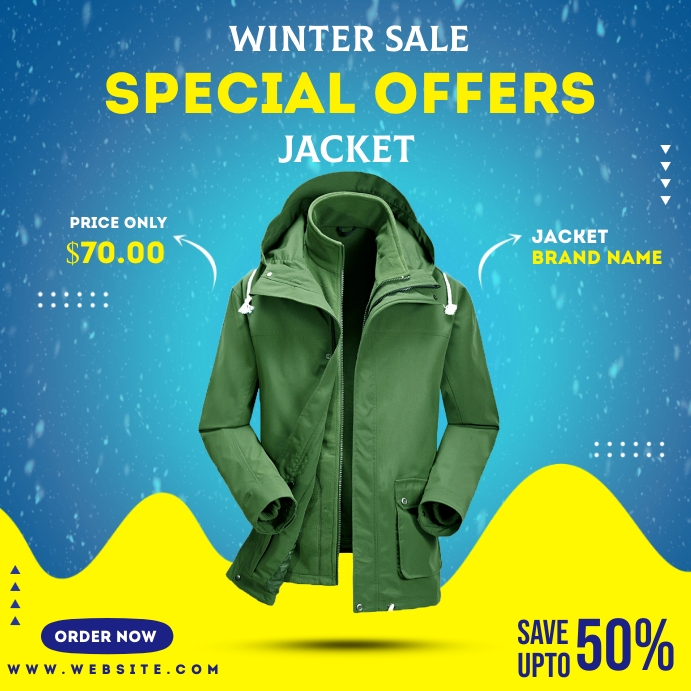 WINTER SALE
SPECIAL OFFERS
JACKET
PRICE ONLY
$70.00
JACKET
BRAND NAME
ORDER NOW
WWW.WEBSITE.COM
SAVE
UPTO
50%